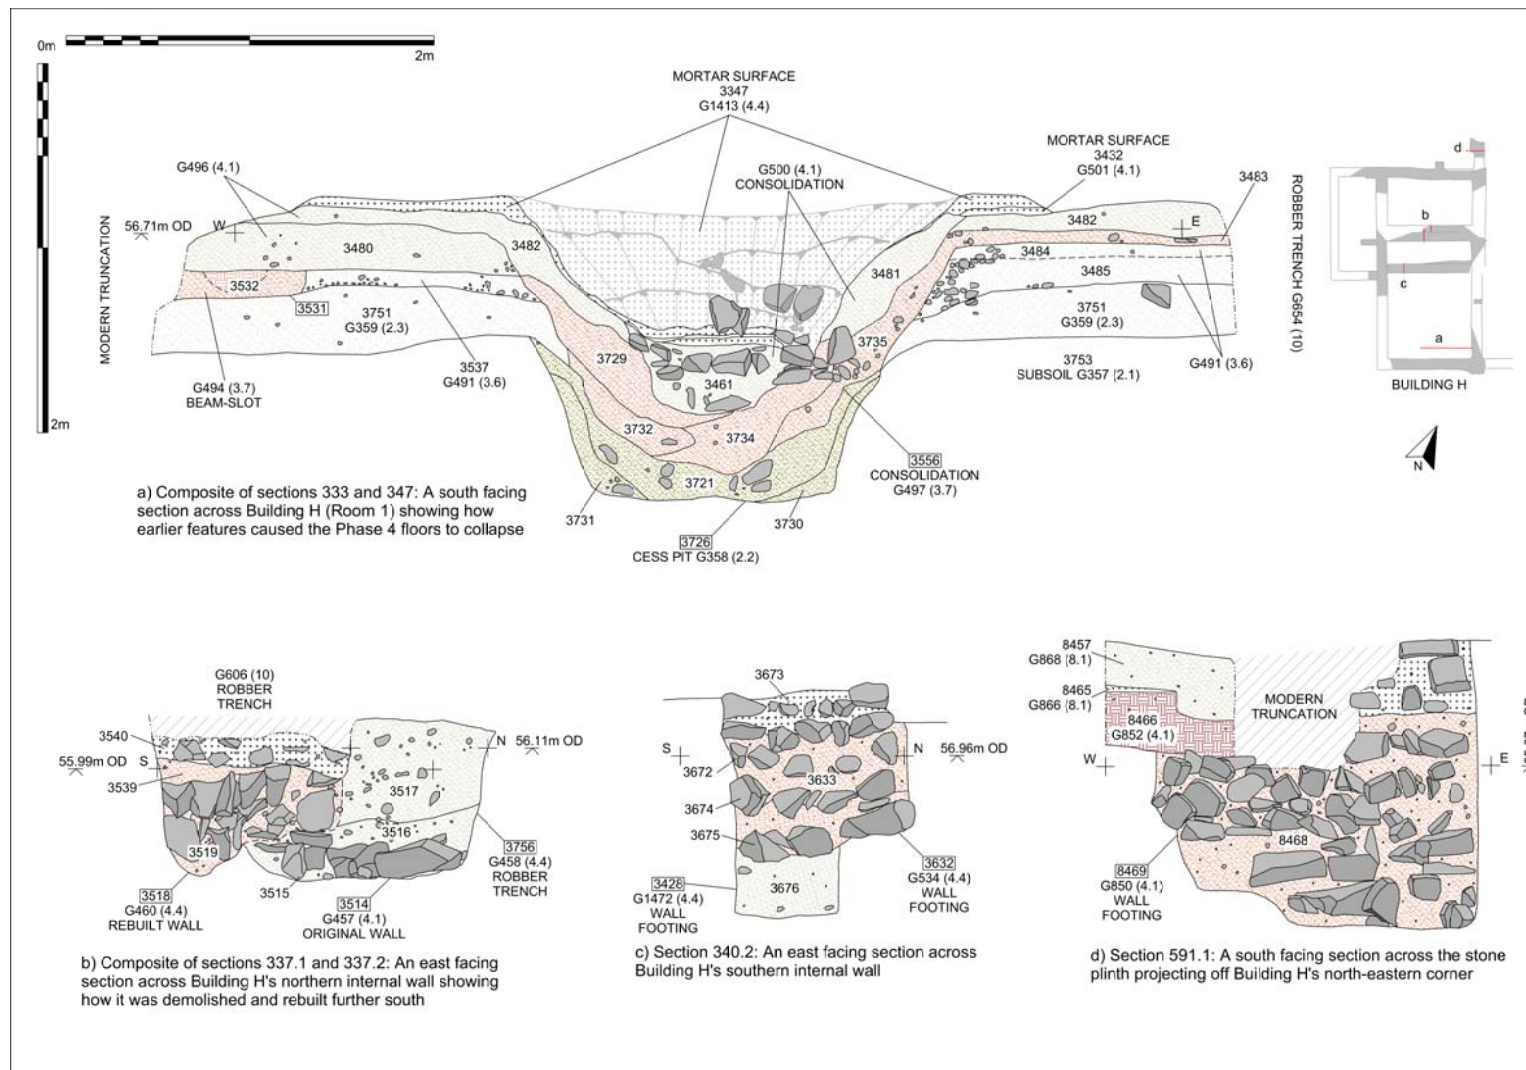 0m
2m
2m
MORTAR SURFACE
3347
G1413 (4.4)
G496 (4.1)
G500 (4.1)
CONSOLIDATION
MORTAR SURFACE
3432
G501 (4.1)
3483
MODERN TRUNCATION
56.71m OD
W
E
3480
3482
3482
3481
3484
3485
3532
3531
3751
G359 (2.3)
3751
G359 (2.3)
3729
3735
3537
G491 (3.6)
3753
SUBSOIL G357 (2.1)
G491 (3.6)
G494 (3.7)
BEAM-SLOT
3461
3732
3734
3556
CONSOLIDATION
G497 (3.7)
3721
3731
3730
3726
CESS PIT G358 (2.2)
ROBBER TRENCH G654 (10)
d
b
c
a
BUILDING H
N
a) Composite of sections 333 and 347: A south facing
section across Building H (Room 1) showing how
earlier features caused the Phase 4 floors to collapse
G606 (10)
ROBBER
TRENCH
3540
55.99m OD
S
N
56.11m OD
3539
3517
3516
3519
3515
3518
G460 (4.4)
REBUILT WALL
3514
G457 (4.1)
ORIGINAL WALL
3756
G458 (4.4)
ROBBER
TRENCH
b) Composite of sections 337.1 and 337.2: An east facing
section across Building H's northern internal wall showing
how it was demolished and rebuilt further south
3673
S
N
56.96m OD
3672
3633
3674
3675
3676
3428
G1472 (4.4)
WALL
FOOTING
3632
G534 (4.4)
WALL
FOOTING
c) Section 340.2: An east facing section across
Building H's southern internal wall
8457
G868 (8.1)
8465
G866 (8.1)
8466
G852 (4.1)
MODERN
TRUNCATION
W
E
8468
8469
G850 (4.1)
WALL
FOOTING
d) Section 591.1: A south facing section across the stone
plinth projecting off Building H's north-eastern corner